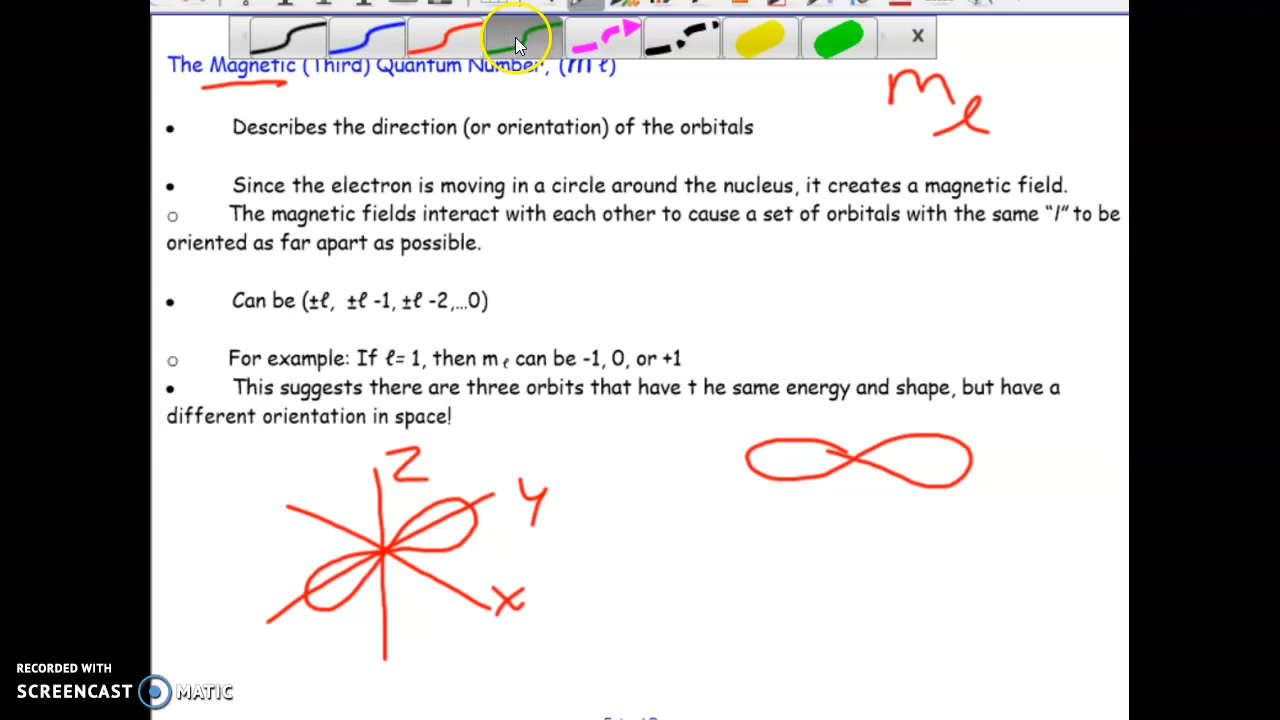 The Magnetic (Third) Quantum Number, (m ℓ)
m ℓ
• Describes the direction (or orientation) of the orbitals
• Since the electron is moving in a circle around the nucleus, it creates a magnetic field.
o The magnetic fields interact with each other to cause a set of orbitals with the same “l” to be
oriented as far apart as possible.
• Can be (±ℓ, ±ℓ -1, ±ℓ -2,...0)
o For example: If ℓ= 1, then m ℓ can be -1, 0, or +1
• This suggests there are three orbits that have t he same energy and shape, but have a
different orientation in space!
z
y
x
X
RECORDED WITH
SCREENCAST MATIC